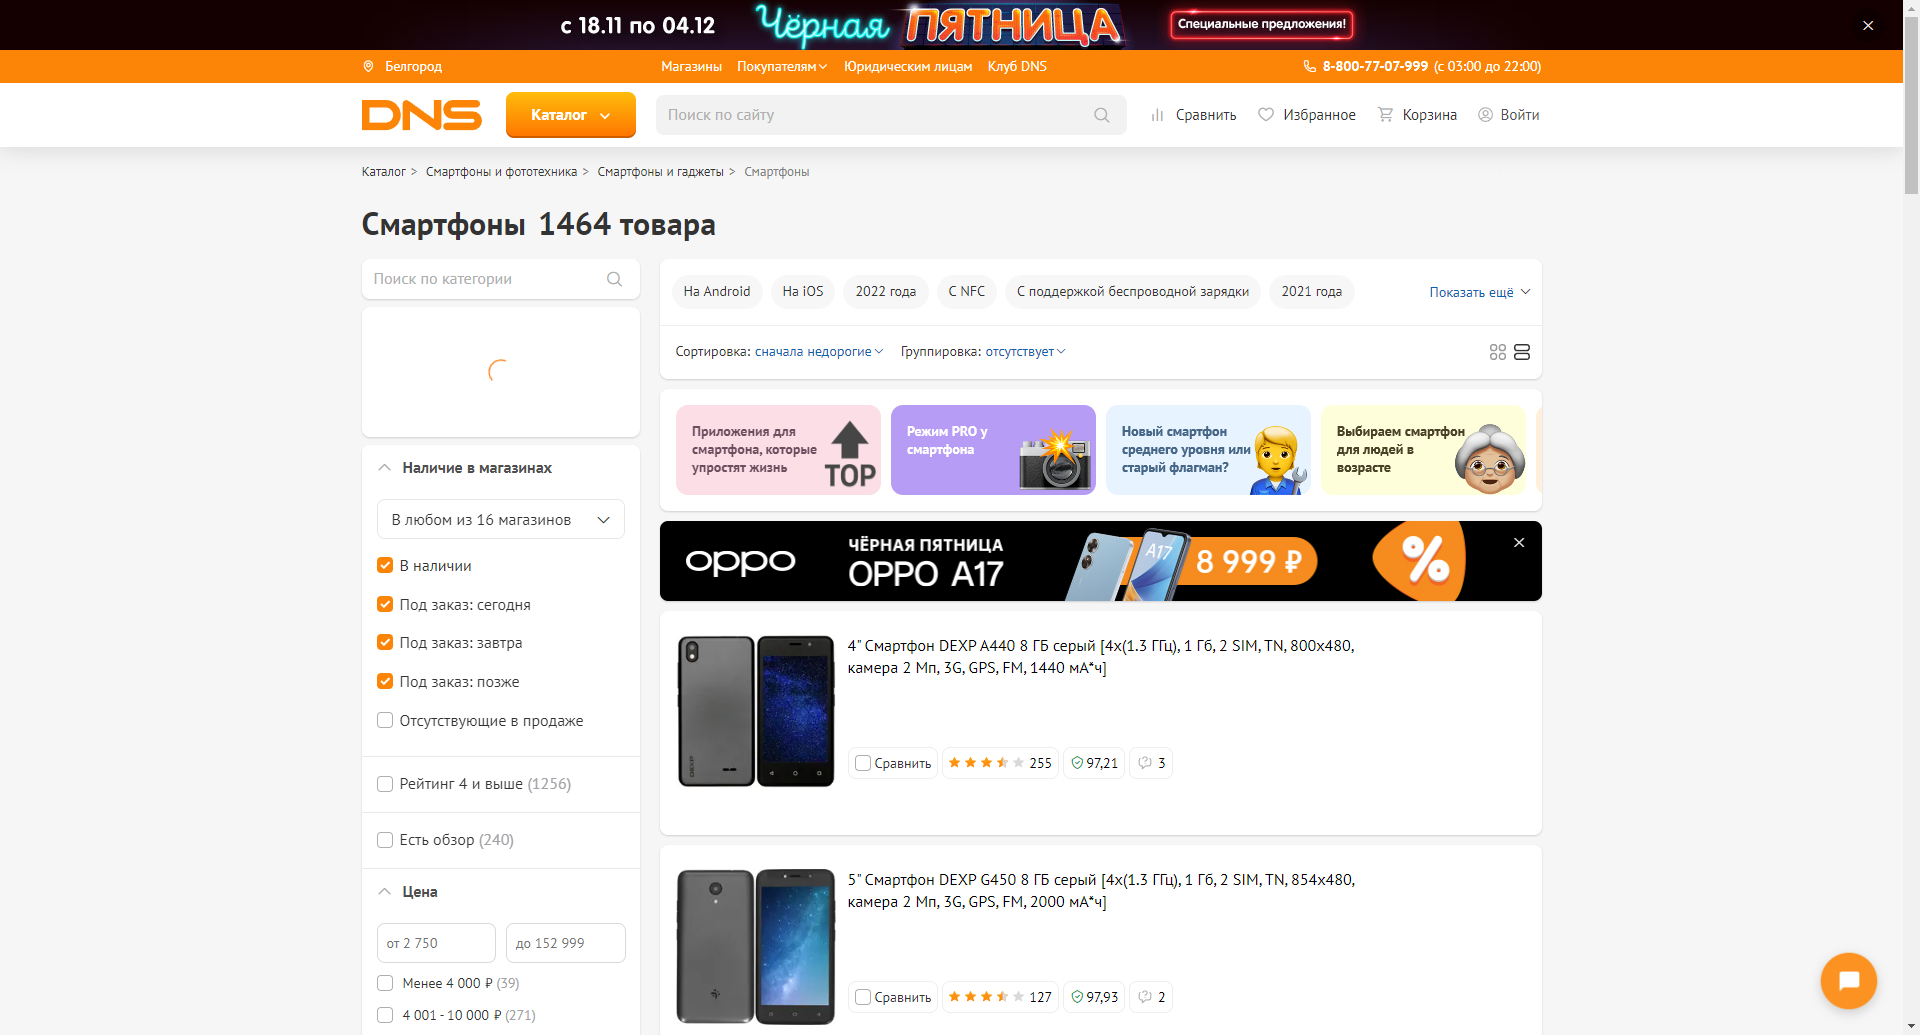 с 18.11 по 04.12 Чёрная ПЯТНИЦА Специальные предложения!
Белгород Магазины Покупателям Юридическим лицам Клуб DNS 8-800-77-07-999 (с 03:00 до 22:00)
DNS Каталог Поиск по сайту Сравнить Избранное Корзина Войти
Каталог > Смартфоны и фототехника > Смартфоны и гаджеты > Смартфоны
Смартфоны 1464 товара
Поиск по категории
Наличие в магазинах
В любом из 16 магазинов
В наличии
Под заказ: сегодня
Под заказ: завтра
Под заказ: позже
Отсутствующие в продаже
Рейтинг 4 и выше (1256)
Есть обзор (240)
Цена
от 2 750 до 152 999
Менее 4 000 ₽ (39)
4 001 - 10 000 ₽ (271)
На Android На iOS 2022 года С NFC С поддержкой беспроводной зарядки 2021 года Показать ещё
Сортировка: сначала недорогие Группировка: отсутствует
Приложения для
смартфона, которые
упростят жизнь
TOP
Режим PRO у
смартфона
Новый смартфон
среднего уровня или
старый флагман?
Выбираем смартфон
для людей в
возрасте
oppo
ЧЁРНАЯ ПЯТНИЦА
OPPO A17
A17
8 999 ₽
%
4" Смартфон DEXP A440 8 ГБ серый [4x(1.3 ГГц), 1 Гб, 2 SIM, TN, 800x480,
камера 2 Мп, 3G, GPS, FM, 1440 мА*ч]
DEXP
Сравнить 255 97,21 3
5" Смартфон DEXP G450 8 ГБ серый [4x(1.3 ГГц), 1 Гб, 2 SIM, TN, 854x480,
камера 2 Мп, 3G, GPS, FM, 2000 мА*ч]
Сравнить 127 97,93 2